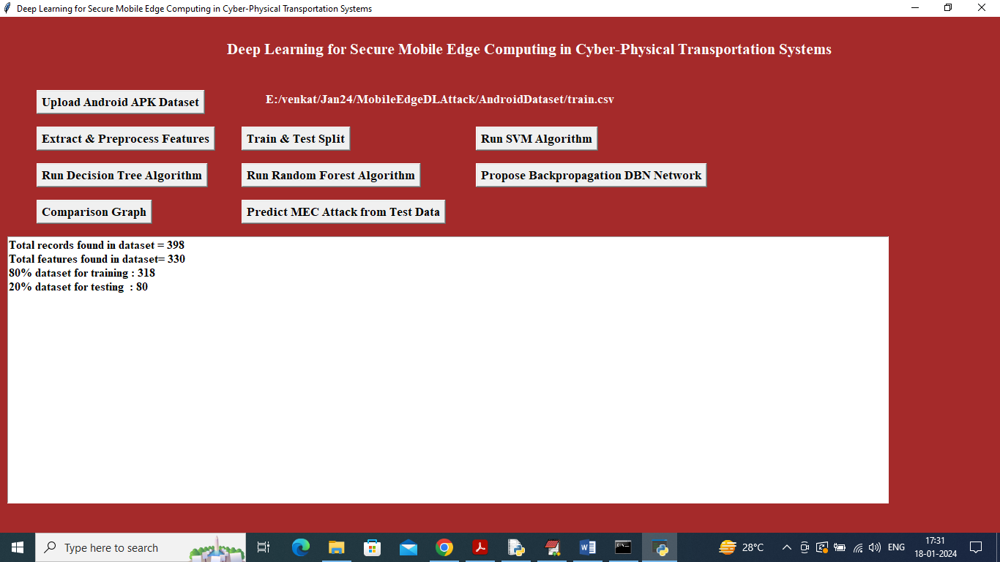 Deep Learning for Secure Mobile Edge Computing in Cyber-Physical Transportation Systems
Deep Learning for Secure Mobile Edge Computing in Cyber-Physical Transportation Systems
Upload Android APK Dataset
E:/venkat/Jan24/MobileEdgeDLAttack/AndroidDataset/train.csv
Extract & Preprocess Features
Train & Test Split
Run SVM Algorithm
Run Decision Tree Algorithm
Run Random Forest Algorithm
Propose Backpropagation DBN Network
Comparison Graph
Predict MEC Attack from Test Data
Total records found in dataset = 398
Total features found in dataset= 330
80% dataset for training : 318
20% dataset for testing  : 80
Type here to search
28°C
ENG
17:31
18-01-2024